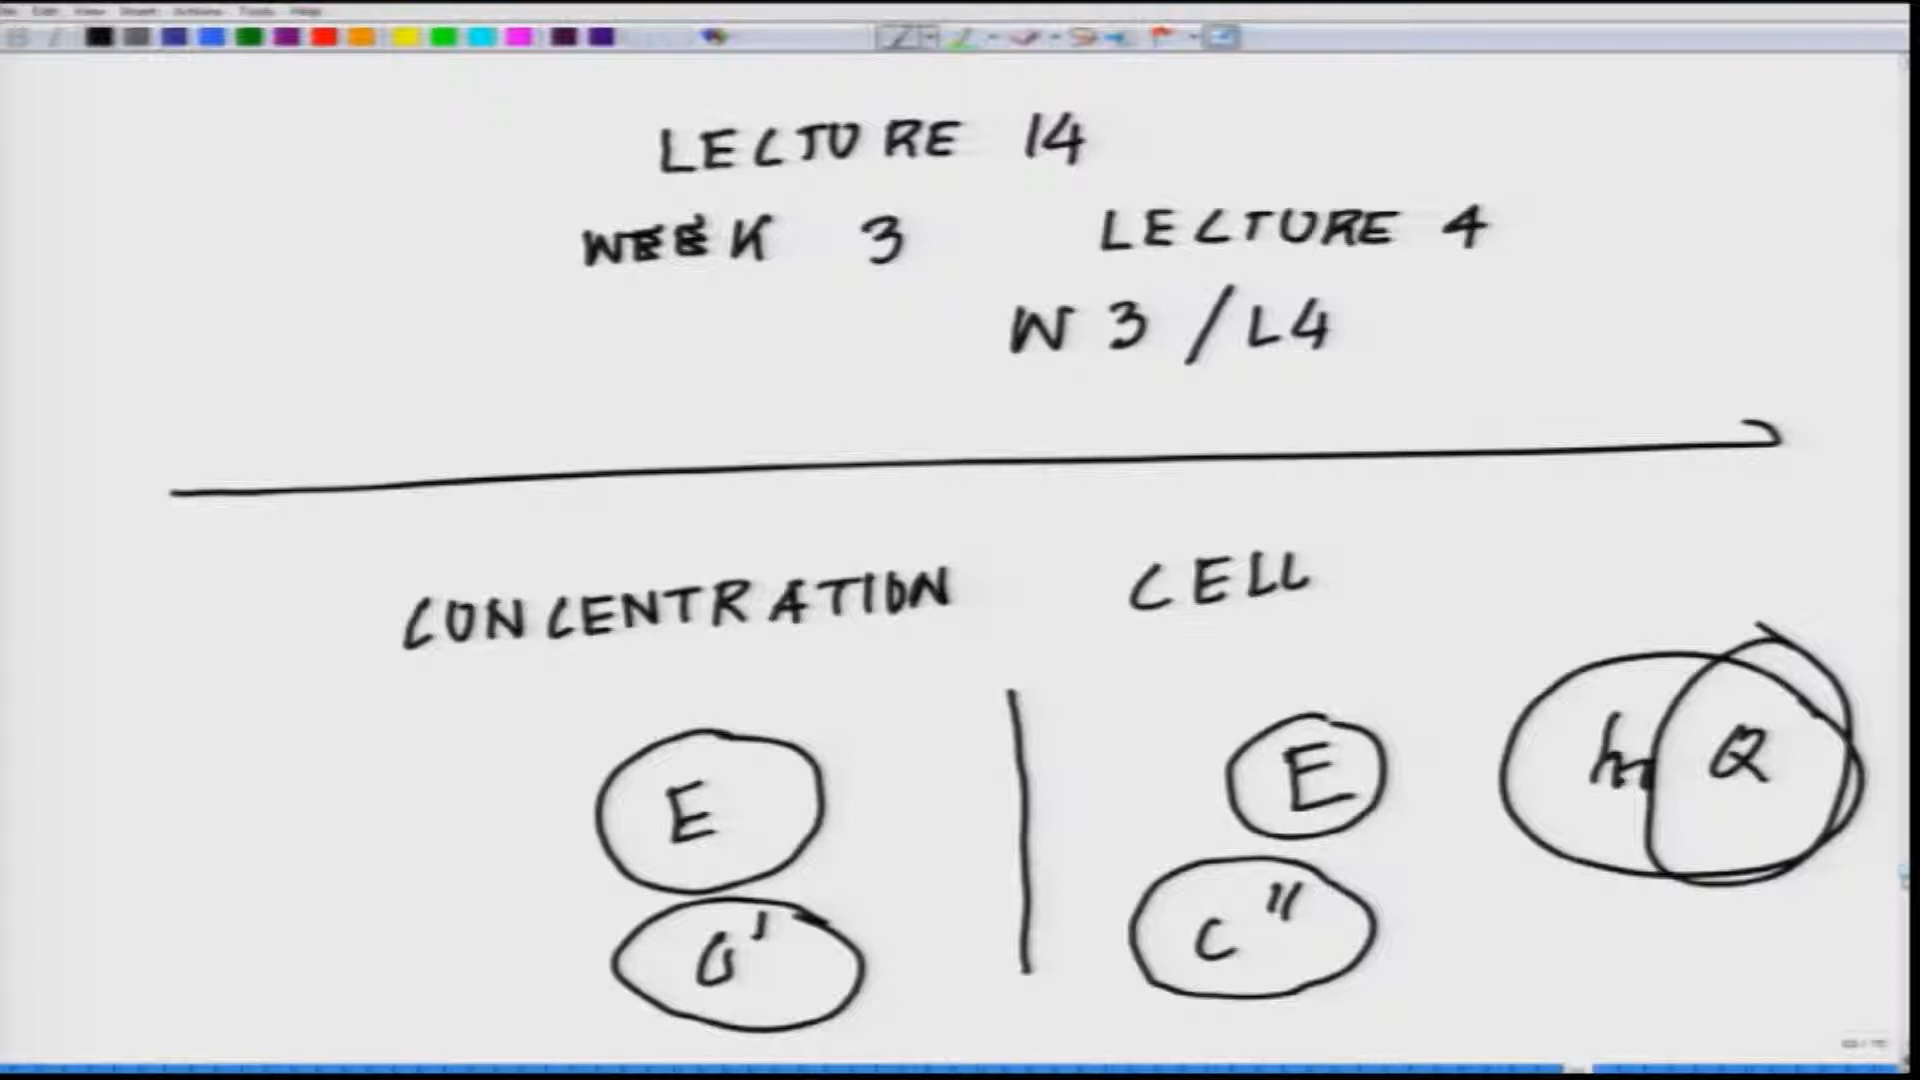 LECTURE 14
WEEK 3 LECTURE 4
W 3 / L4
CONCENTRATION CELL
E E Q
C' C"